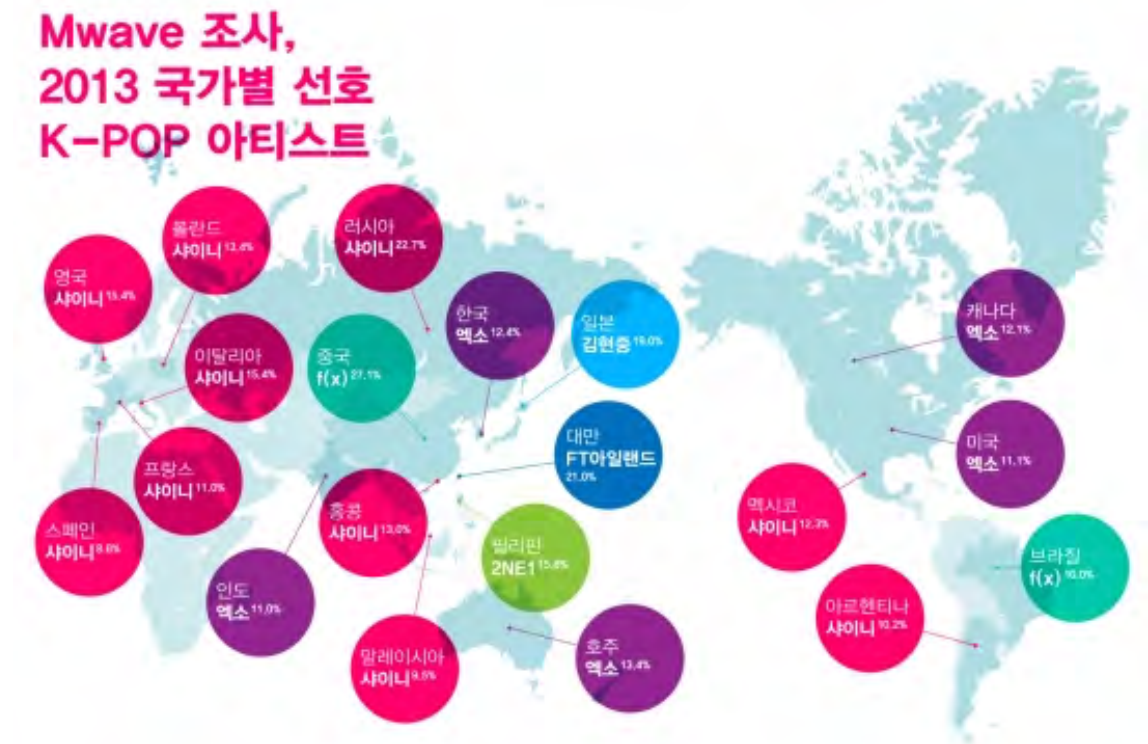 Mwave 조사,
2013 국가별 선호
K-POP 아티스트
폴란드
샤이니 13.4%
러시아
샤이니 22.7%
영국
샤이니 15.4%
한국
엑소 12.4%
일본
김현중 19.0%
캐나다
엑소 12.1%
이탈리아
샤이니 15.4%
중국
f(x) 27.1%
대만
FT아일랜드
21.0%
미국
엑소 11.1%
프랑스
샤이니 11.0%
홍콩
샤이니 13.0%
멕시코
샤이니 12.3%
스페인
샤이니
필리핀
2NE1
브라질
f(x)
인도
엑소 11.0%
아르헨티나
샤이니 10.2%
말레이시아
샤이니
호주
엑소 13.4%